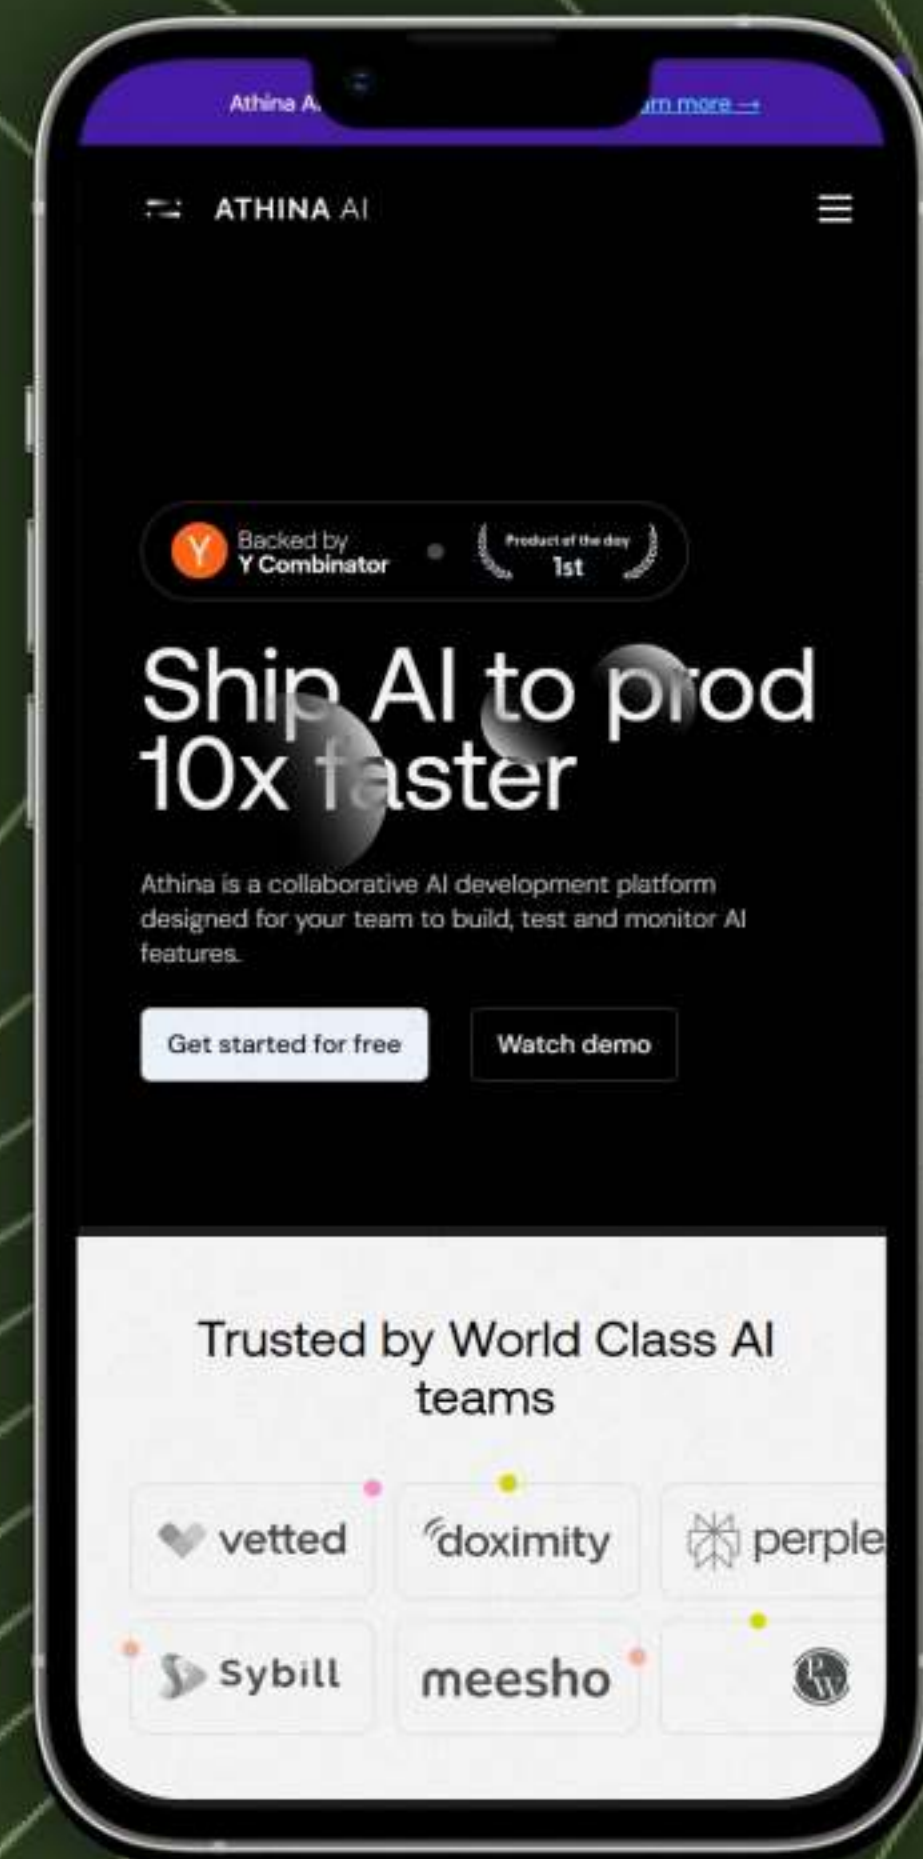 Athina A
rn more →
ATHINA AI
Backed by
Y Combinator
Product of the day
1st
Ship AI to prod
10x faster
Athina is a collaborative AI development platform
designed for your team to build, test and monitor AI
features.
Get started for free
Watch demo
Trusted by World Class AI
teams
vetted
doximity
perple
Sybill
meesho
PW